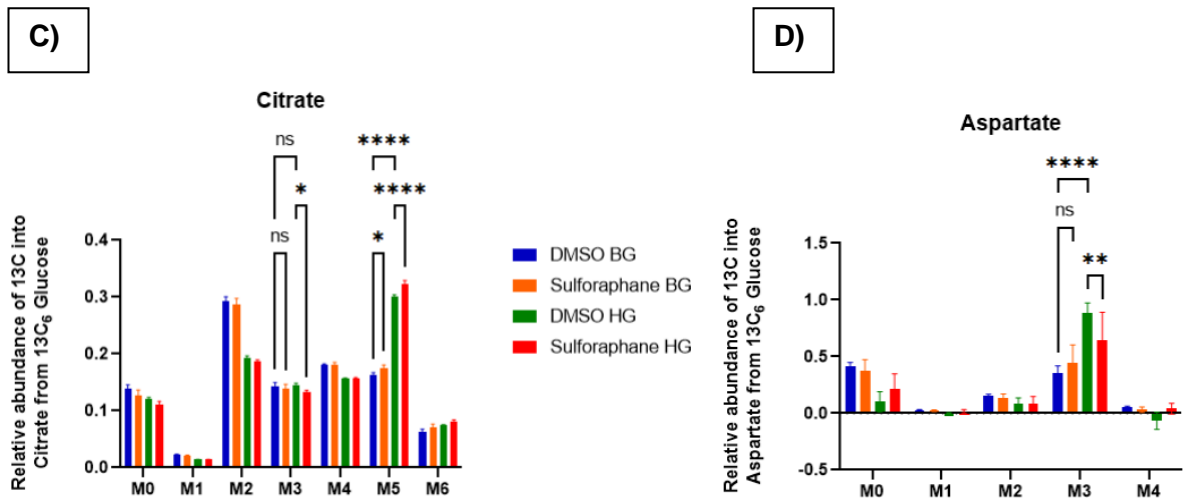 C)
Citrate
ns
****
*
****
ns
*
Relative abundance of 13C into
Citrate from 13C₆ Glucose
0.4
0.3
0.2
0.1
0.0
M0 M1 M2 M3 M4 M5 M6
DMSO BG
Sulforaphane BG
DMSO HG
Sulforaphane HG
D)
Aspartate
****
ns
**
Relative abundance of 13C into
Aspartate from 13C₆ Glucose
1.5
1.0
0.5
0.0
-0.5
M0 M1 M2 M3 M4